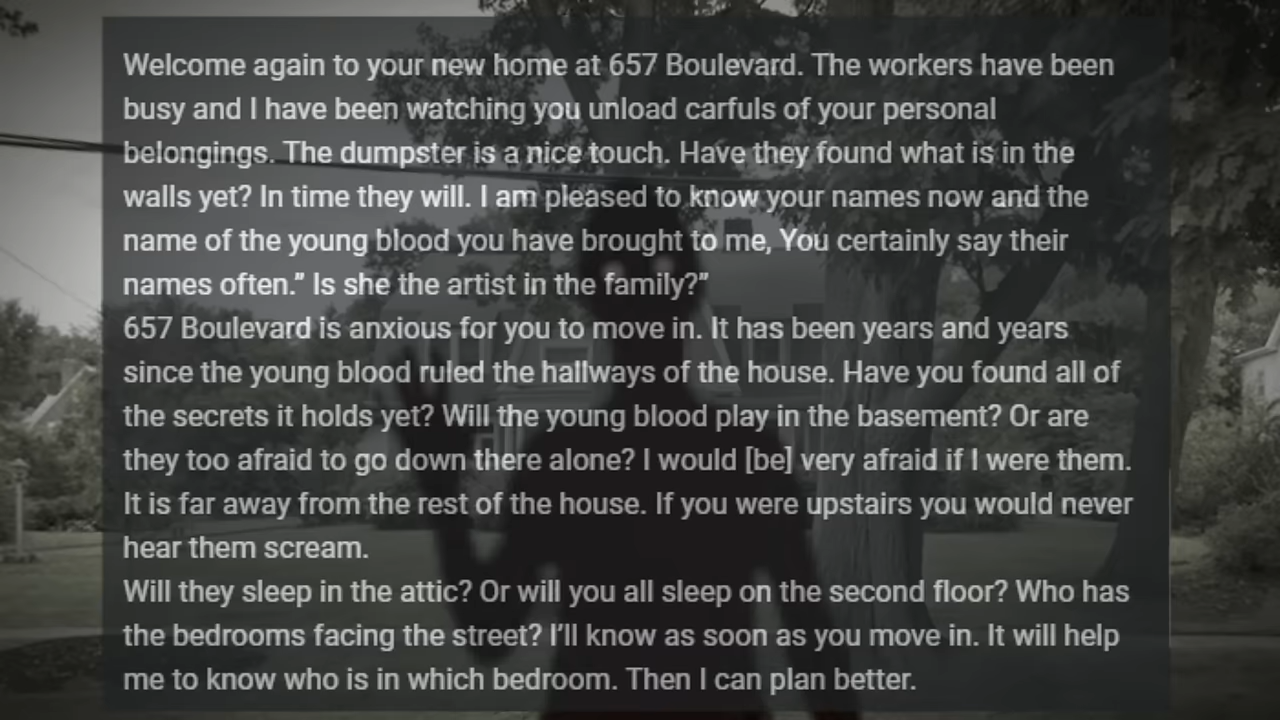 Welcome again to your new home at 657 Boulevard. The workers have been
busy and I have been watching you unload carfuls of your personal
belongings. The dumpster is a nice touch. Have they found what is in the
walls yet? In time they will. I am pleased to know your names now and the
name of the young blood you have brought to me, You certainly say their
names often.” Is she the artist in the family?”
657 Boulevard is anxious for you to move in. It has been years and years
since the young blood ruled the hallways of the house. Have you found all of
the secrets it holds yet? Will the young blood play in the basement? Or are
they too afraid to go down there alone? I would [be] very afraid if I were them.
It is far away from the rest of the house. If you were upstairs you would never
hear them scream.
Will they sleep in the attic? Or will you all sleep on the second floor? Who has
the bedrooms facing the street? I’ll know as soon as you move in. It will help
me to know who is in which bedroom. Then I can plan better.